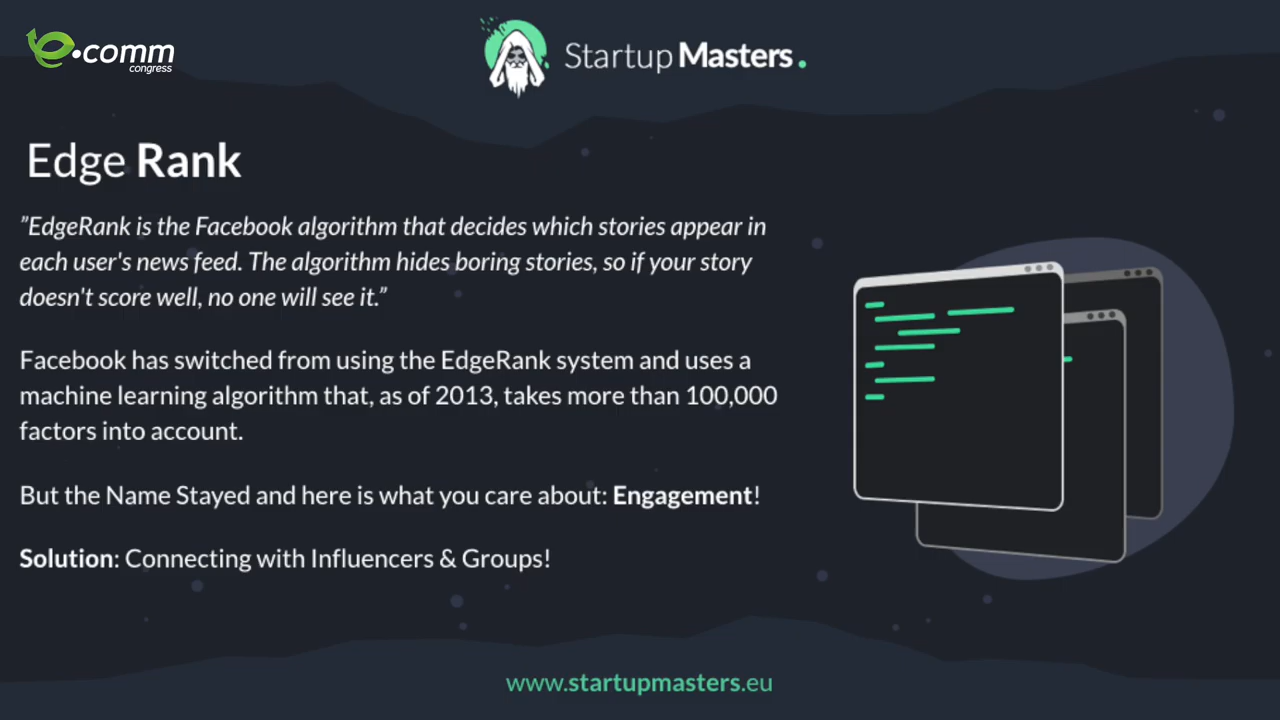 e.comm
congress
Startup Masters.
Edge Rank
"EdgeRank is the Facebook algorithm that decides which stories appear in
each user's news feed. The algorithm hides boring stories, so if your story
doesn't score well, no one will see it."
Facebook has switched from using the EdgeRank system and uses a
machine learning algorithm that, as of 2013, takes more than 100,000
factors into account.
But the Name Stayed and here is what you care about: Engagement!
Solution: Connecting with Influencers & Groups!
www.startupmasters.eu